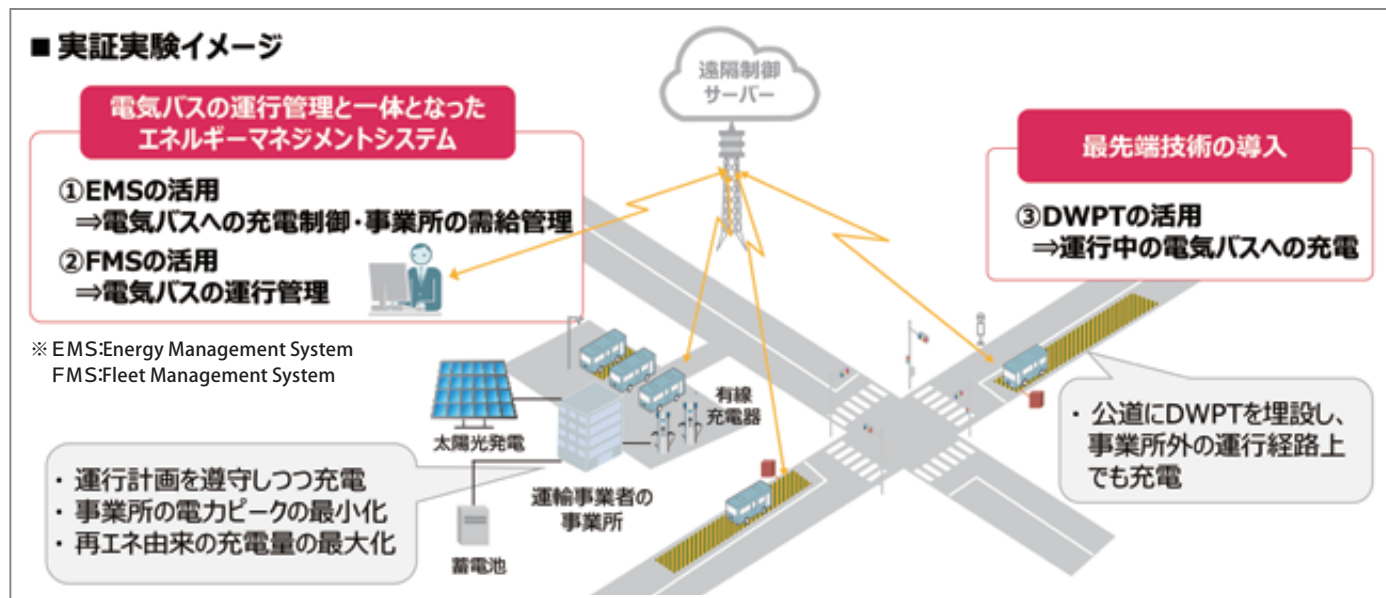 ■ 実証実験イメージ
遠隔制御
サーバー
電気バスの運行管理と一体となった
エネルギーマネジメントシステム
①EMSの活用
⇒電気バスへの充電制御・事業所の需給管理
②FMSの活用
⇒電気バスの運行管理
※ EMS:Energy Management System
FMS:Fleet Management System
最先端技術の導入
③DWPTの活用
⇒運行中の電気バスへの充電
有線
充電器
太陽光発電
運輸事業者の
事業所
蓄電池
・ 運行計画を遵守しつつ充電
・ 事業所の電力ピークの最小化
・ 再エネ由来の充電量の最大化
・ 公道にDWPTを埋設し、
事業所外の運行経路上
でも充電